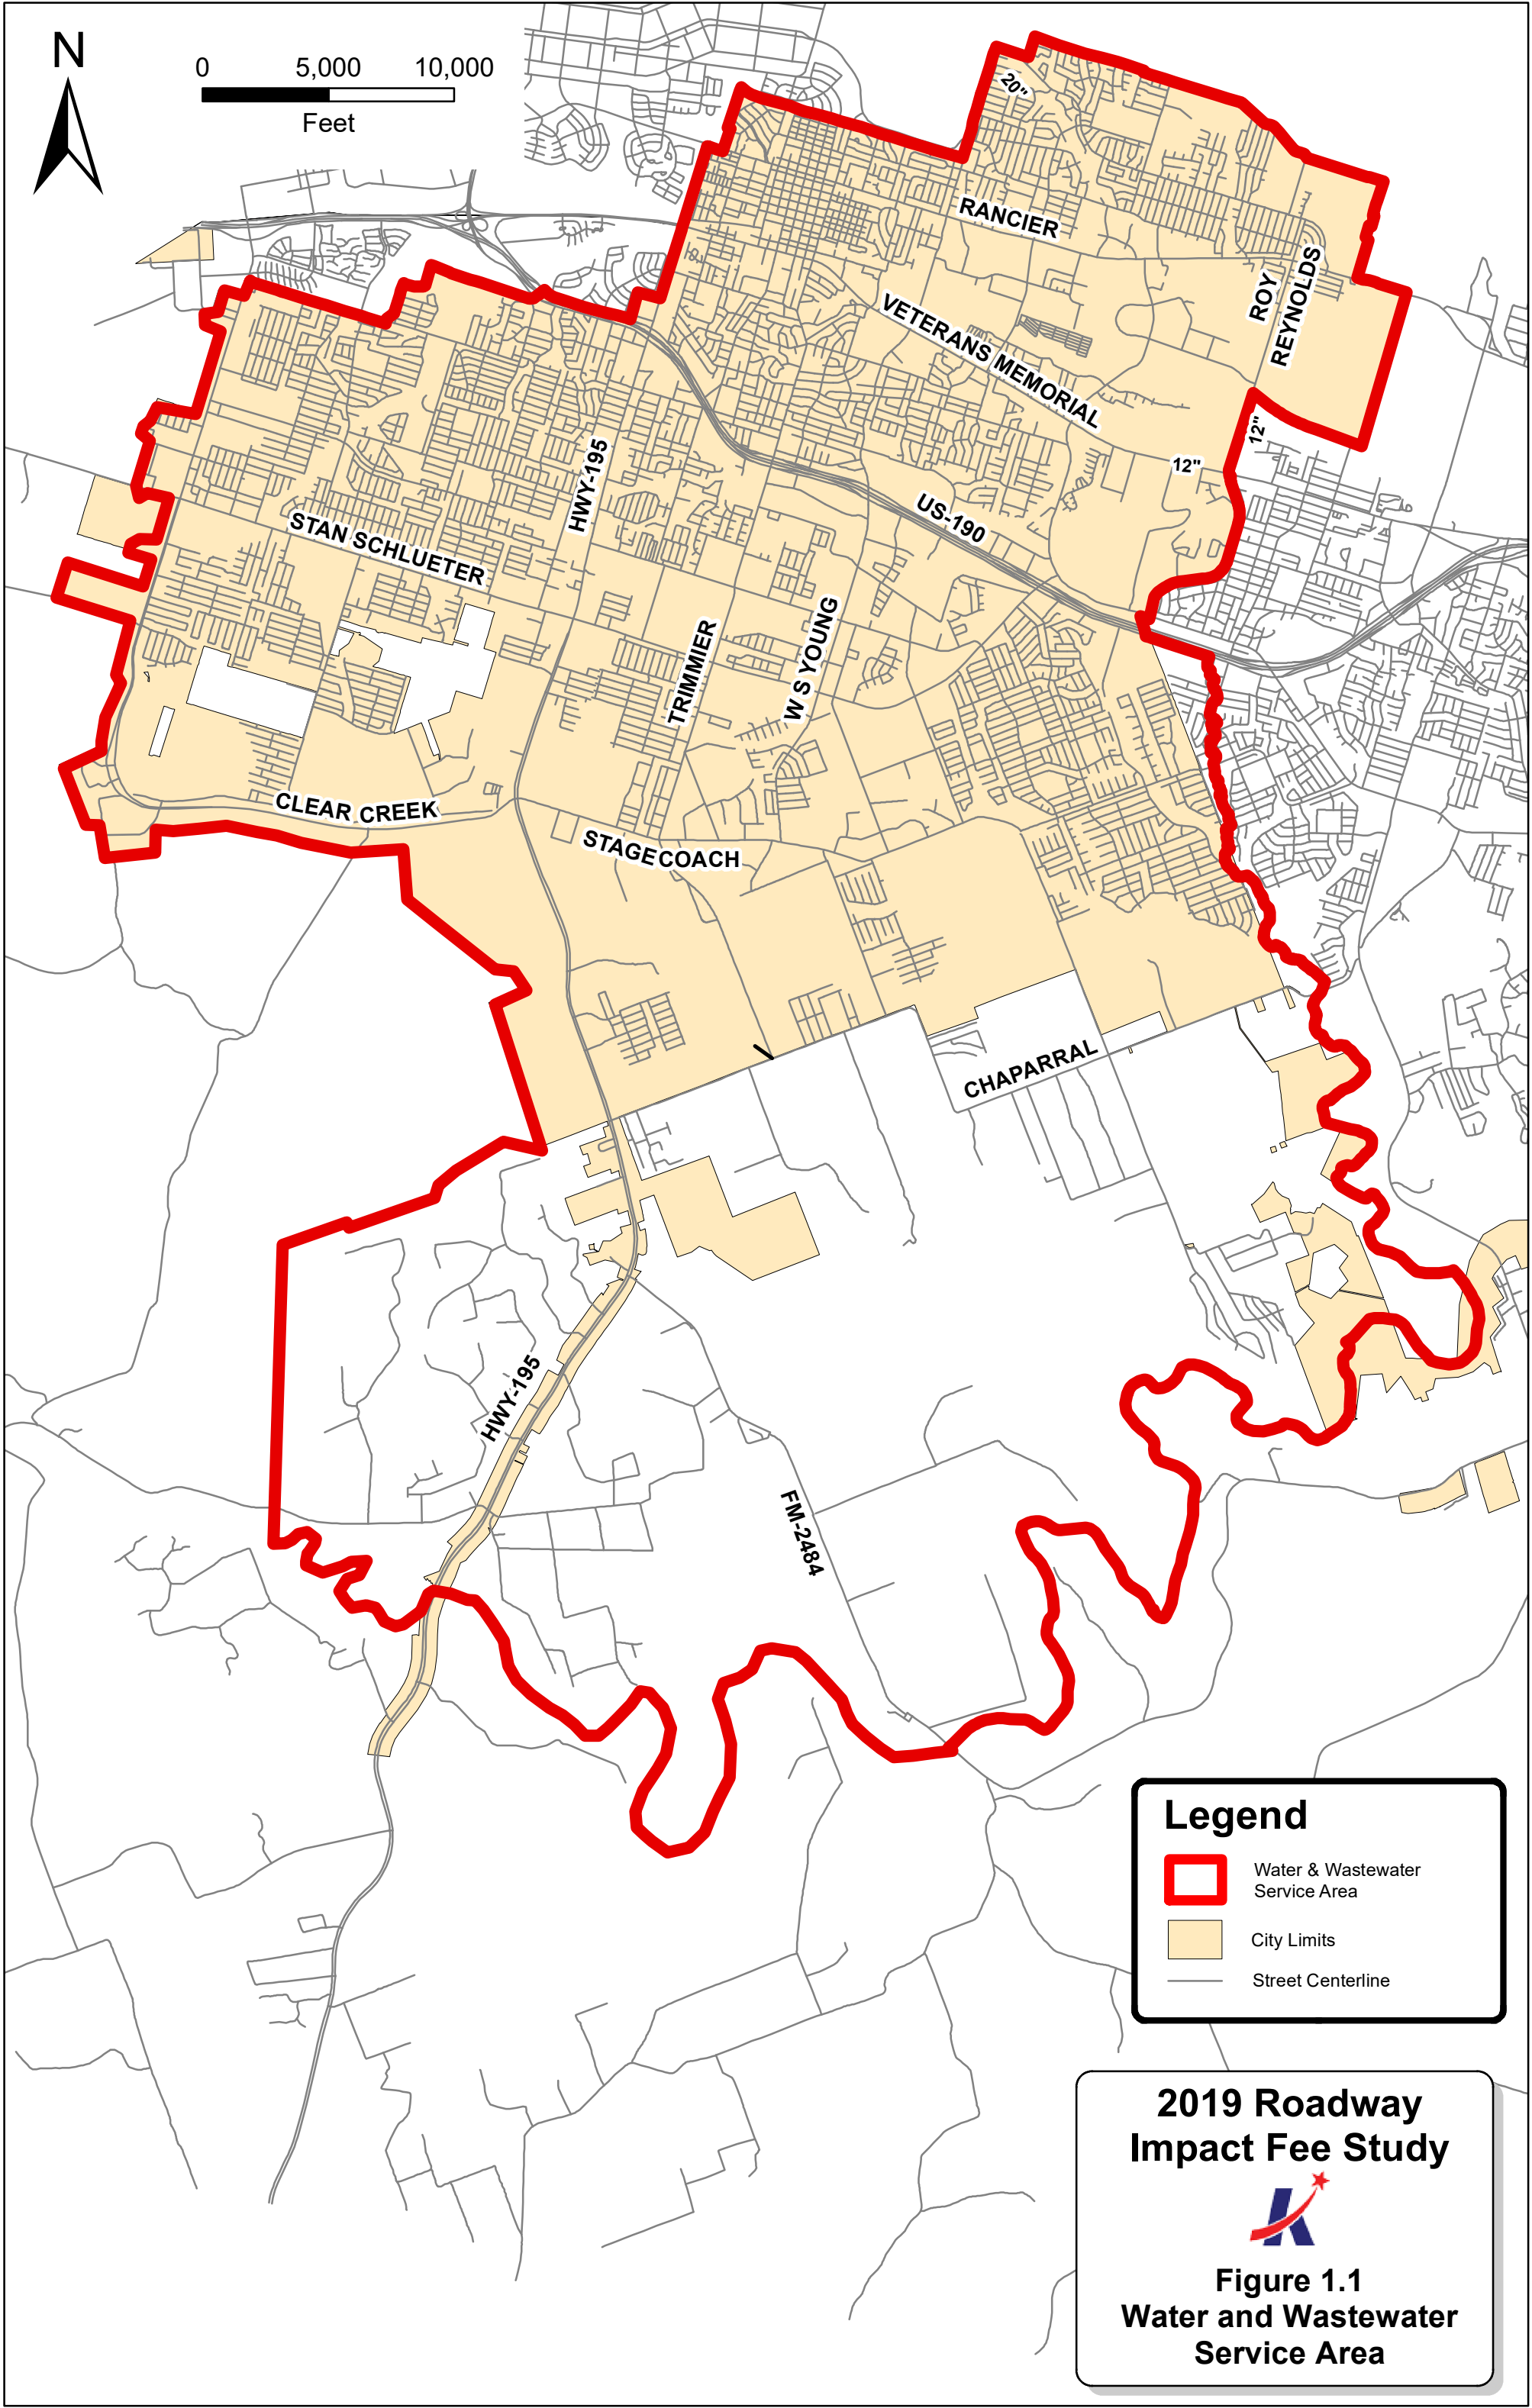 N
0 5,000 10,000
Feet
20"
RANCIER
ROY
REYNOLDS
VETERANS MEMORIAL
12"
12"
HWY-195
US-190
STAN SCHLUETER
TRIMMIER
W S YOUNG
CLEAR CREEK
STAGECOACH
CHAPARRAL
HWY-195
FM-2484
Legend
Water & Wastewater
Service Area
City Limits
Street Centerline
2019 Roadway
Impact Fee Study
Figure 1.1
Water and Wastewater
Service Area